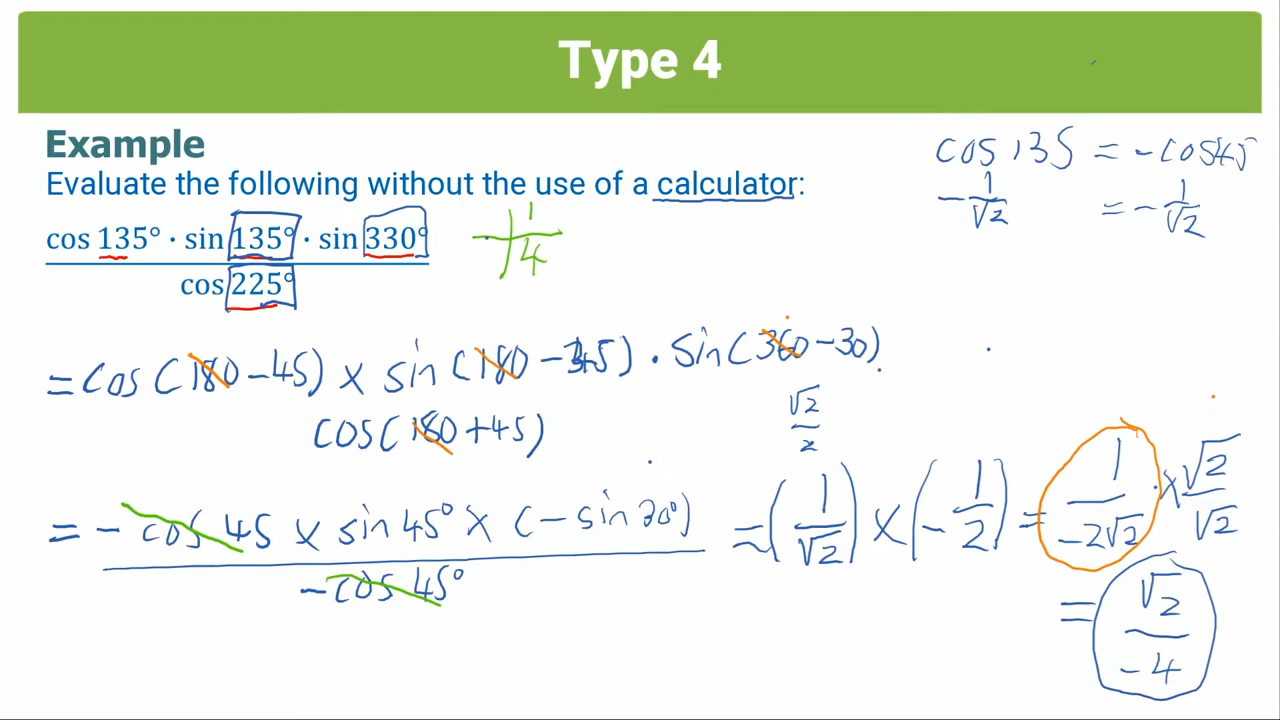 Type 4
Example
Evaluate the following without the use of a calculator:
cos 135° · sin 135° · sin 330°
cos 225°
1
4
cos 135 = -cos45
-1/√2 = -1/√2
= cos (180 - 45) × sin (180 - 45) · sin (360 - 30).
cos (180 + 45)
√2/2
= - cos 45 × sin 45° × (- sin 30°)
- cos 45°
= (1/√2) × (-1/2) = 1/-2√2 × √2/√2
= √2/-4